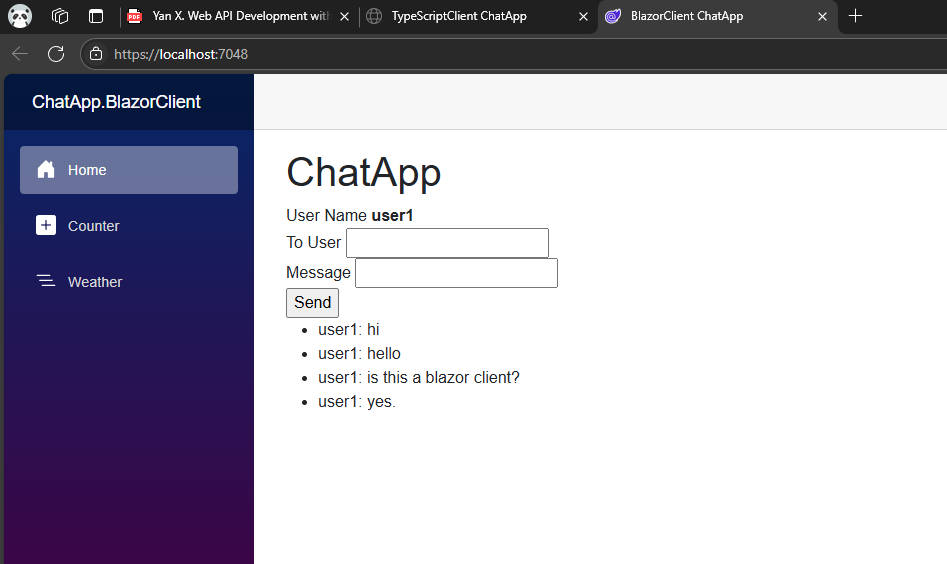 Yan X. Web API Development with
TypeScriptClient ChatApp
BlazorClient ChatApp
https://localhost:7048
ChatApp.BlazorClient
Home
Counter
Weather
ChatApp
User Name user1
To User
Message
Send
user1: hi
user1: hello
user1: is this a blazor client?
user1: yes.